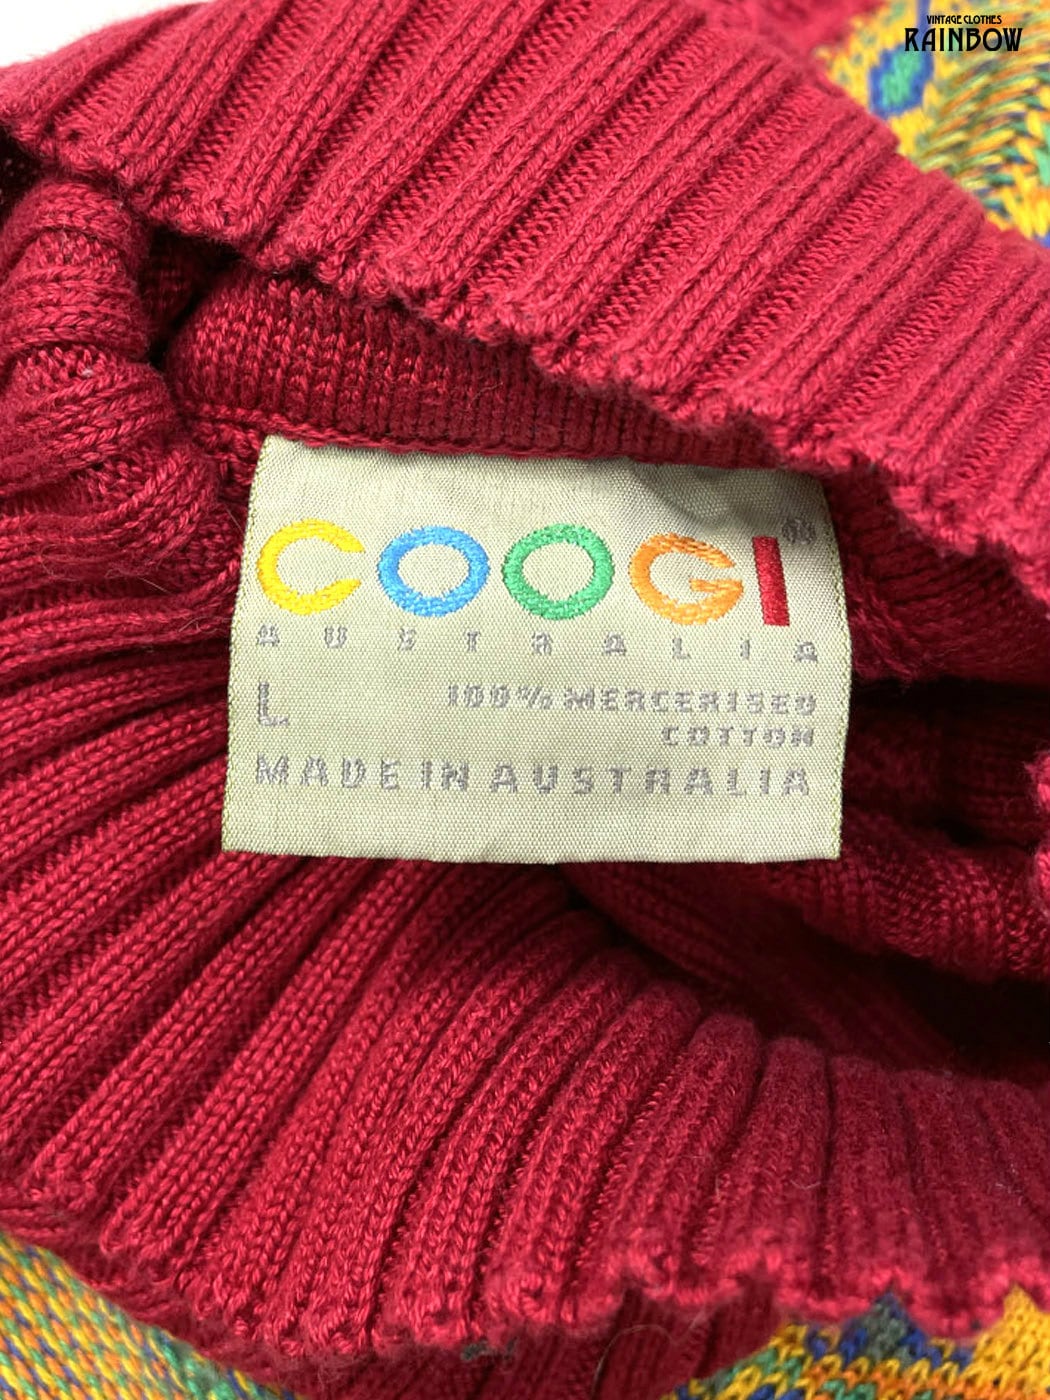 VINTAGE CLOTHES
RAINBOW
COOGI®
AUSTRALIA
L 100% MERCERISED
COTTON
MADE IN AUSTRALIA